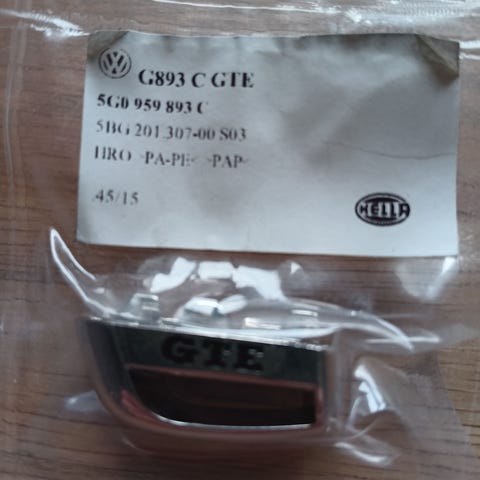 G893 C GTE
5G0 959 893 C
5BG 201 307-00 S03
HRO >PA-PE< >PAP<
45/15
HELLA
GTE